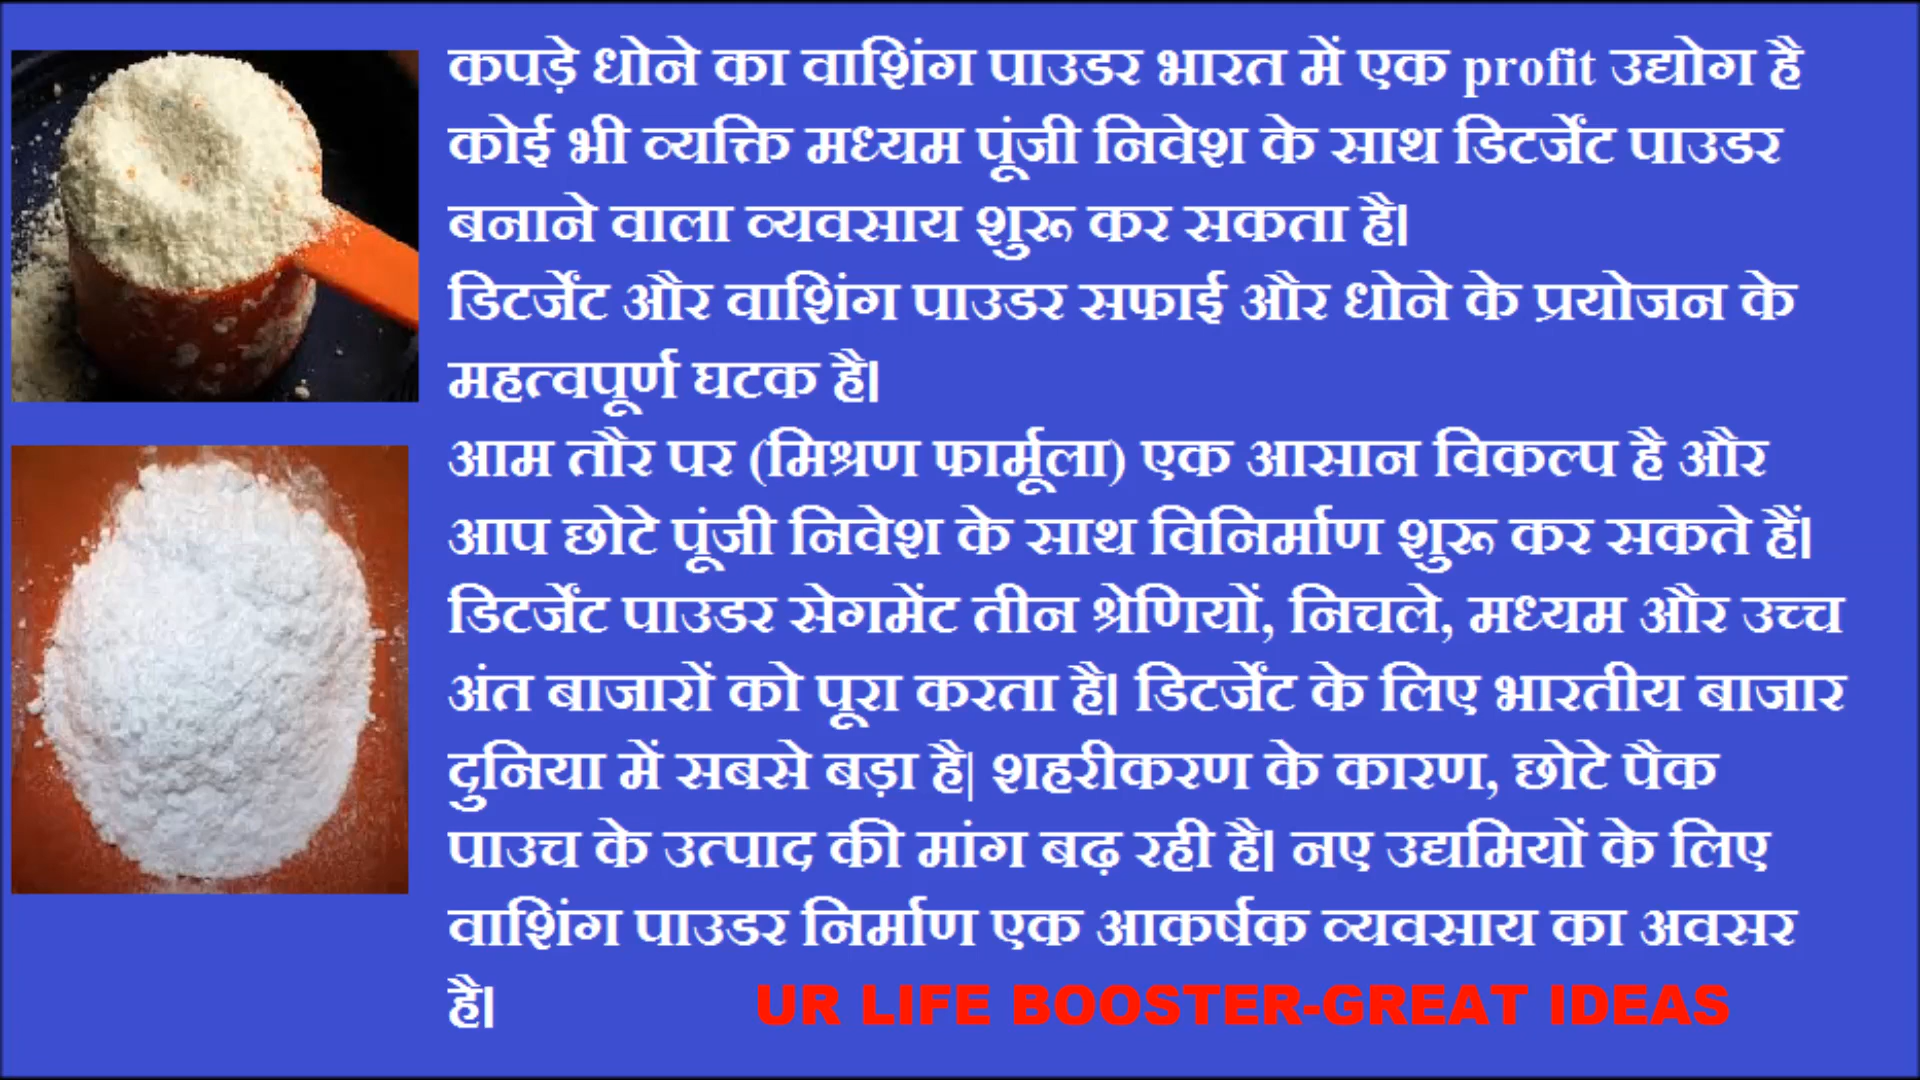 कपड़े धोने का वाशिंग पाउडर भारत में एक profit उद्योग है
कोई भी व्यक्ति मध्यम पूंजी निवेश के साथ डिटर्जेंट पाउडर
बनाने वाला व्यवसाय शुरू कर सकता है।
डिटर्जेंट और वाशिंग पाउडर सफाई और धोने के प्रयोजन के
महत्वपूर्ण घटक है।
आम तौर पर (मिश्रण फार्मूला) एक आसान विकल्प है और
आप छोटे पूंजी निवेश के साथ विनिर्माण शुरू कर सकते हैं।
डिटर्जेंट पाउडर सेगमेंट तीन श्रेणियों, निचले, मध्यम और उच्च
अंत बाजारों को पूरा करता है। डिटर्जेंट के लिए भारतीय बाजार
दुनिया में सबसे बड़ा है| शहरीकरण के कारण, छोटे पैक
पाउच के उत्पाद की मांग बढ़ रही है। नए उद्यमियों के लिए
वाशिंग पाउडर निर्माण एक आकर्षक व्यवसाय का अवसर
है।
UR LIFE BOOSTER-GREAT IDEAS